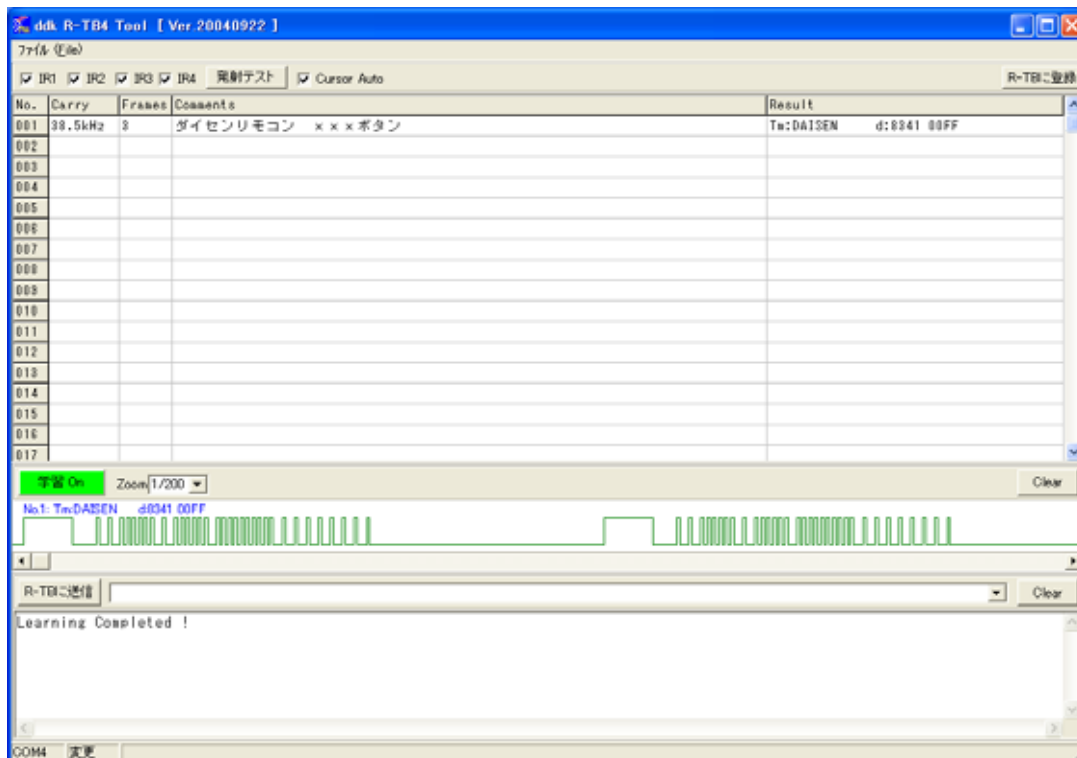 ddk R-TB4 Tool [ Ver.20040922 ]
ファイル (File)
IR1 IR2 IR3 IR4 発射テスト Cursor Auto R-TBに登録
No. Carry Frames Comments Result
001 38.5kHz 3 ダイセンリモコン ×××ボタン Tm:DAISEN d:8341 00FF
002
003
004
005
006
007
008
009
010
011
012
013
014
015
016
017
学習 On Zoom 1/200 Clear
No.1: Tm:DAISEN d:8341 00FF
R-TBに送信 Clear
Learning Completed !
COM4 変更